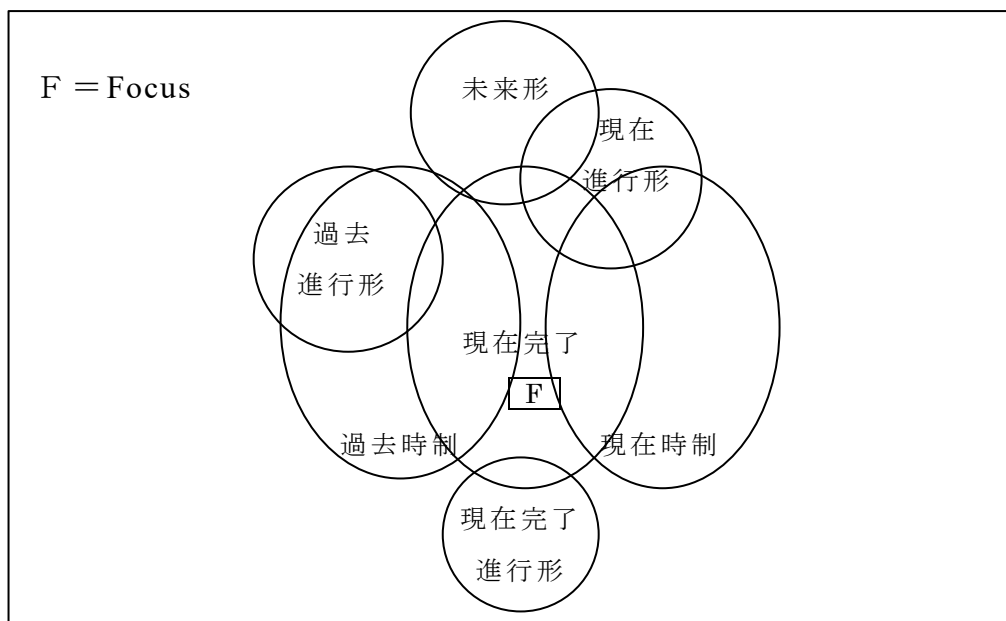 F＝Focus
未来形
現在
進行形
過去
進行形
現在完了
F
過去時制
現在時制
現在完了
進行形